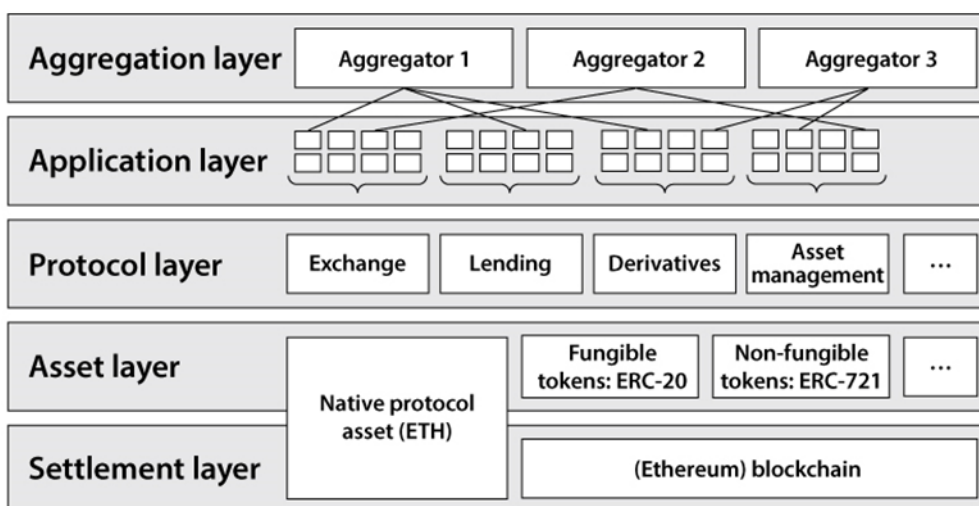 Aggregation layer
Aggregator 1
Aggregator 2
Aggregator 3
Application layer
Protocol layer
Exchange
Lending
Derivatives
Asset
management
...
Asset layer
Native protocol
asset (ETH)
Fungible
tokens: ERC-20
Non-fungible
tokens: ERC-721
...
Settlement layer
(Ethereum) blockchain